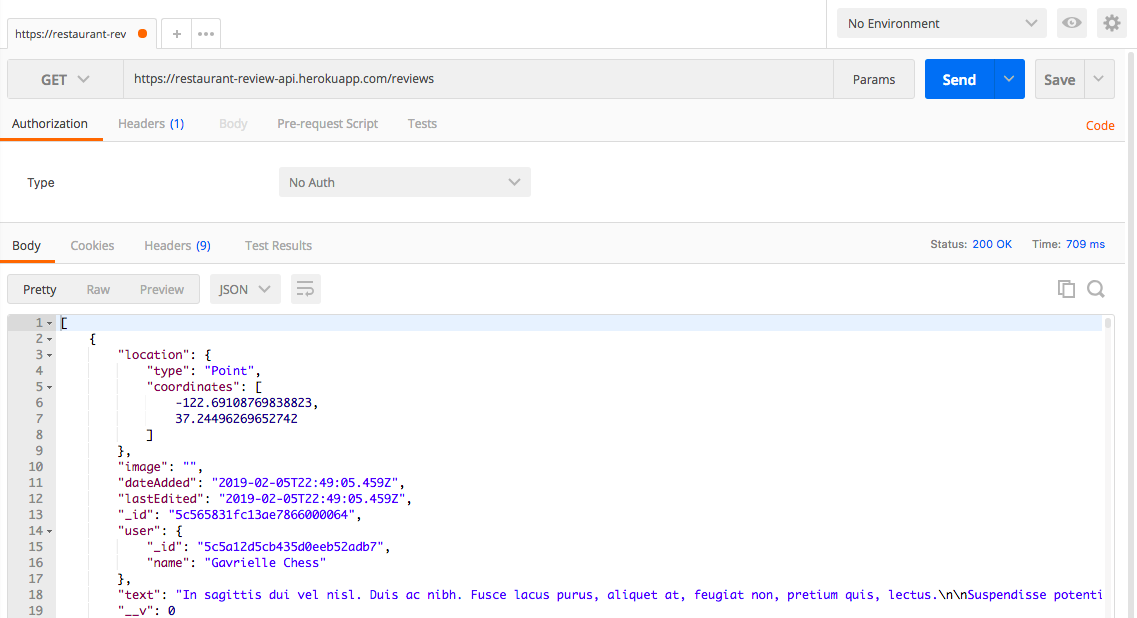 https://restaurant-rev + ••• No Environment
GET https://restaurant-review-api.herokuapp.com/reviews Params Send Save
Authorization Headers (1) Body Pre-request Script Tests Code
Type No Auth
Body Cookies Headers (9) Test Results Status: 200 OK Time: 709 ms
Pretty Raw Preview JSON
1 [
2 {
3 "location": {
4 "type": "Point",
5 "coordinates": [
6 -122.69108769838823,
7 37.24496269652742
8 ]
9 },
10 "image": "",
11 "dateAdded": "2019-02-05T22:49:05.459Z",
12 "lastEdited": "2019-02-05T22:49:05.459Z",
13 "_id": "5c565831fc13ae7866000064",
14 "user": {
15 "_id": "5c5a12d5cb435d0eeb52adb7",
16 "name": "Gavrielle Chess"
17 },
18 "text": "In sagittis dui vel nisl. Duis ac nibh. Fusce lacus purus, aliquet at, feugiat non, pretium quis, lectus.\n\nSuspendisse potenti
19 "__v": 0